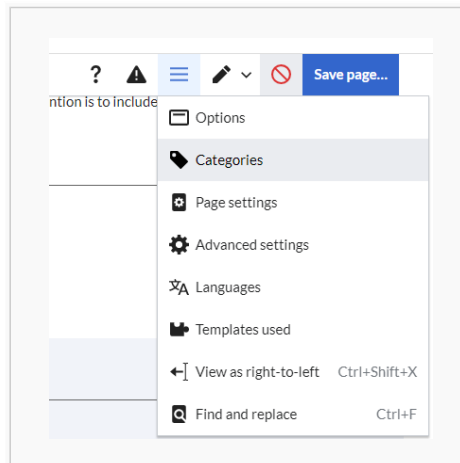 ? Save page...
ntion is to include
Options
Categories
Page settings
Advanced settings
Languages
Templates used
View as right-to-left Ctrl+Shift+X
Find and replace Ctrl+F